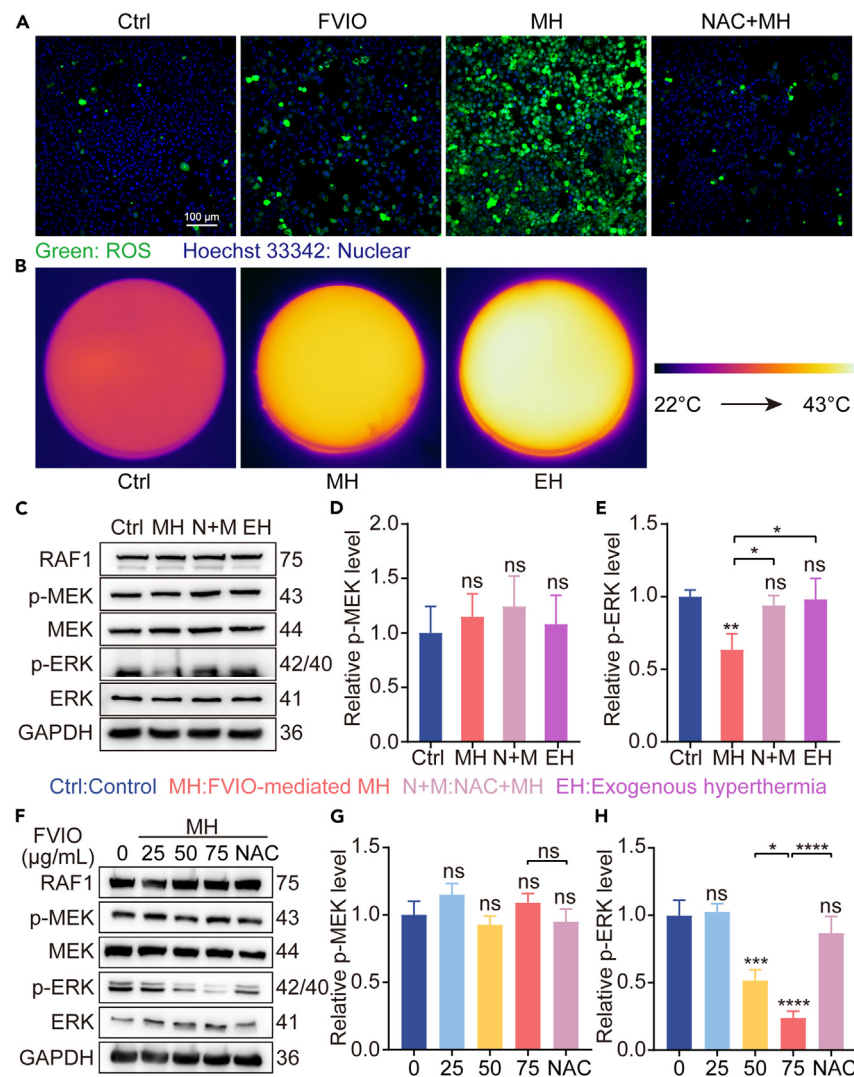 A
Ctrl FVIO MH NAC+MH
100 μm
Green: ROS Hoechst 33342: Nuclear
B
22°C 43°C
Ctrl MH EH
C
Ctrl MH N+M EH
RAF1 75
p-MEK 43
MEK 44
p-ERK 42/40
ERK 41
GAPDH 36
D
Relative p-MEK level
2.0
1.5
1.0
0.5
0.0
ns ns ns
Ctrl MH N+M EH
E
Relative p-ERK level
1.5
1.0
0.5
0.0
*
*
** ns ns
Ctrl MH N+M EH
Ctrl:Control MH:FVIO-mediated MH N+M:NAC+MH EH:Exogenous hyperthermia
F
FVIO
(μg/mL)
MH
0 25 50 75 NAC
RAF1 75
p-MEK 43
MEK 44
p-ERK 42/40
ERK 41
GAPDH 36
G
Relative p-MEK level
1.5
1.0
0.5
0.0
ns
ns ns ns ns
0 25 50 75 NAC
H
Relative p-ERK level
1.5
1.0
0.5
0.0
* ****
ns *** **** ns
0 25 50 75 NAC